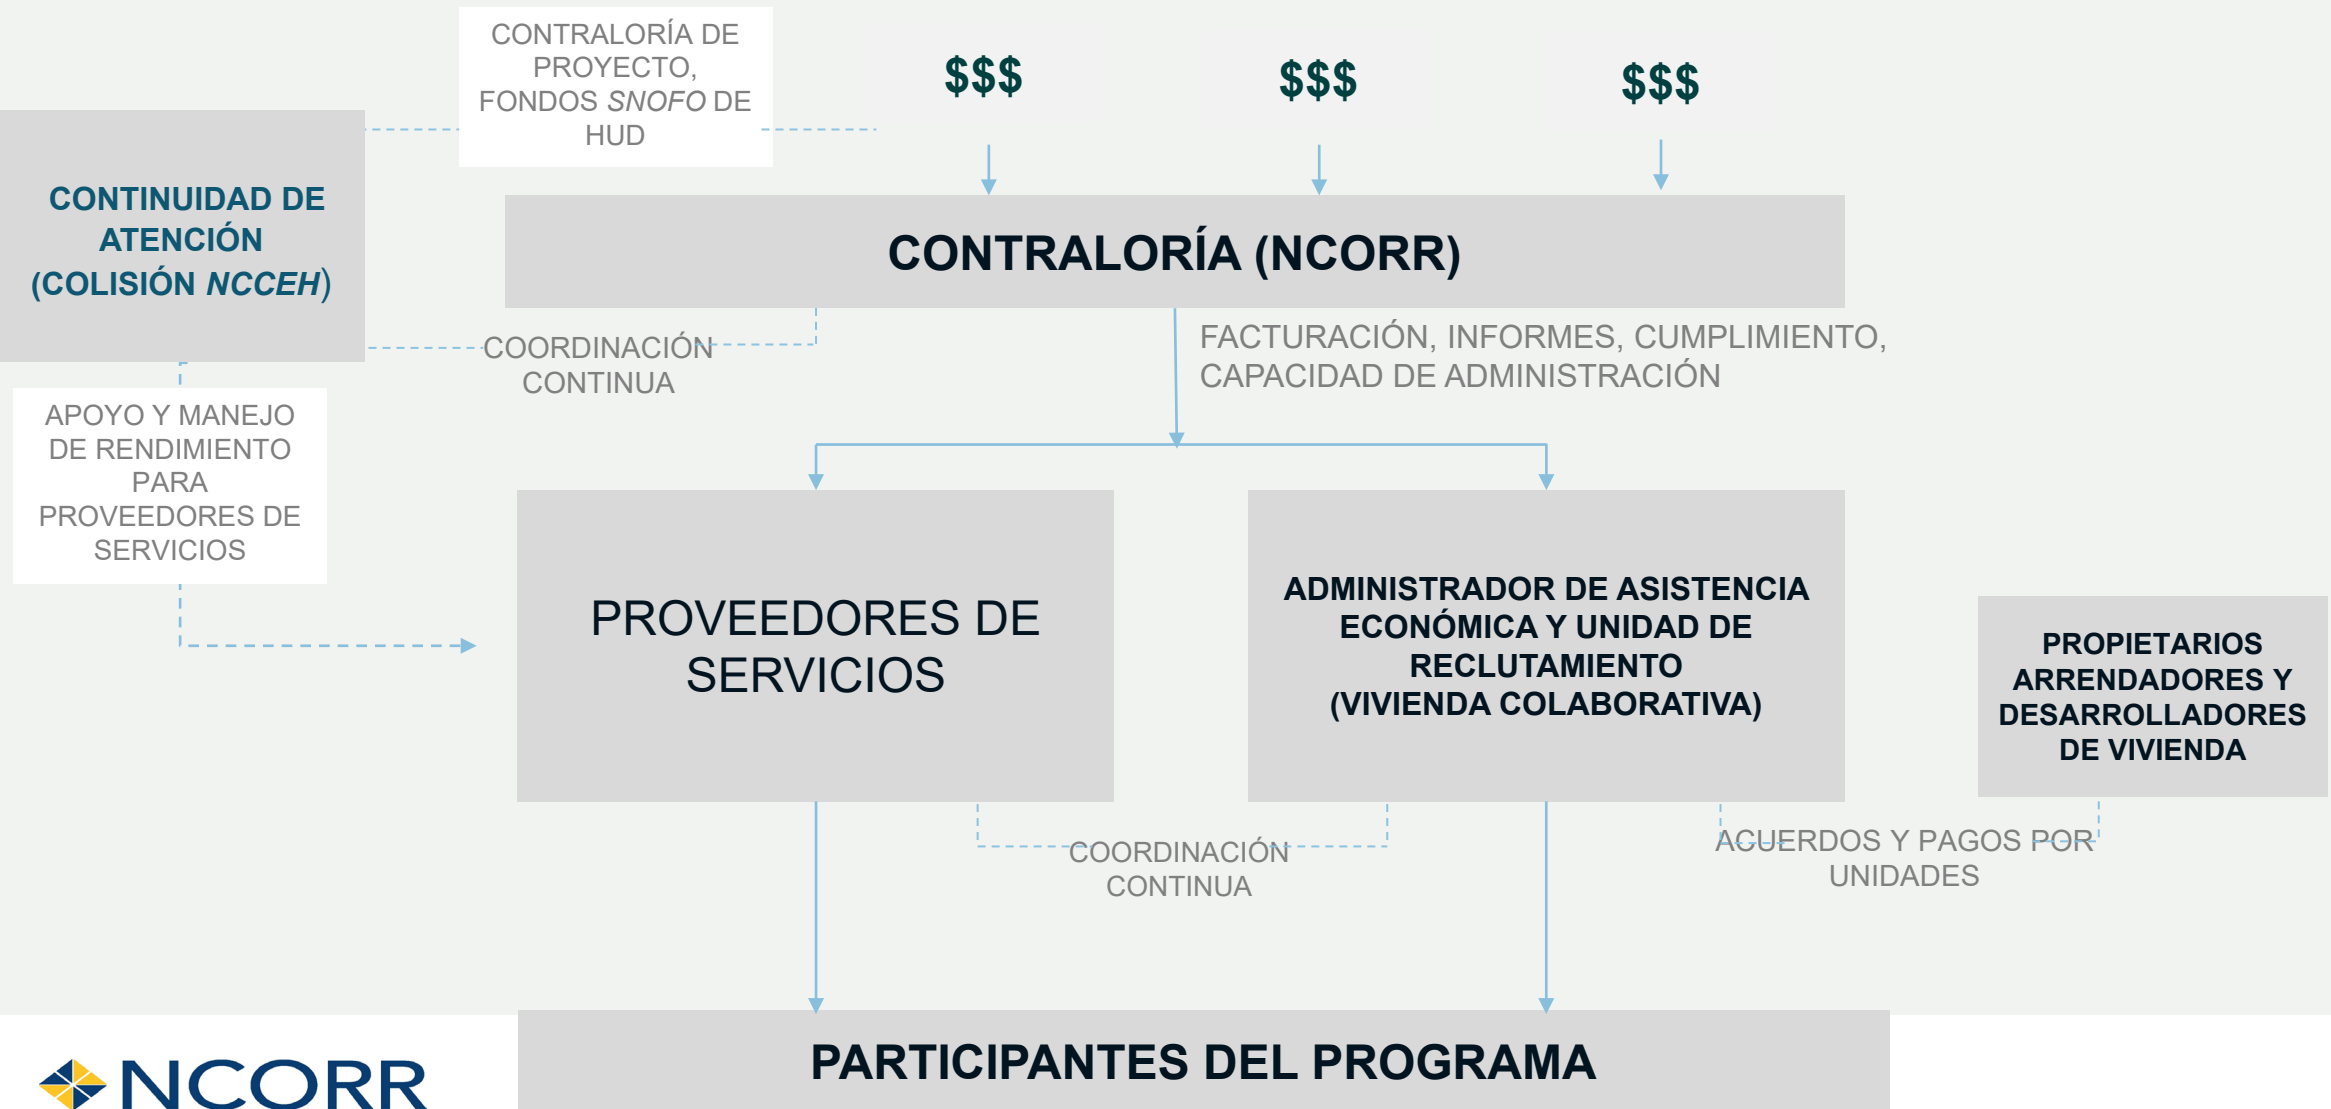 CONTRALORÍA DE
PROYECTO,
FONDOS SNOFO DE
HUD
$$$
$$$
$$$
CONTINUIDAD DE
ATENCIÓN
(COLISIÓN NCCEH)
CONTRALORÍA (NCORR)
COORDINACIÓN
CONTINUA
FACTURACIÓN, INFORMES, CUMPLIMIENTO,
CAPACIDAD DE ADMINISTRACIÓN
APOYO Y MANEJO
DE RENDIMIENTO
PARA
PROVEEDORES DE
SERVICIOS
PROVEEDORES DE
SERVICIOS
ADMINISTRADOR DE ASISTENCIA
ECONÓMICA Y UNIDAD DE
RECLUTAMIENTO
(VIVIENDA COLABORATIVA)
PROPIETARIOS
ARRENDADORES Y
DESARROLLADORES
DE VIVIENDA
COORDINACIÓN
CONTINUA
ACUERDOS Y PAGOS POR
UNIDADES
PARTICIPANTES DEL PROGRAMA
NCORR